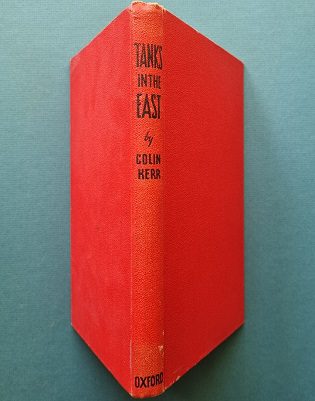 TANKS
IN THE
EAST
by
COLIN
KERR
OXFORD